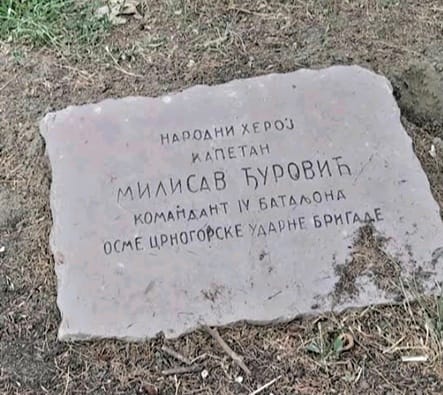 НАРОДНИ ХЕРОЈ
КАПЕТАН
МИЛИСАВ ЂУРОВИЋ
КОМАНДАНТ IV БАТАЉОНА
ОСМЕ ЦРНОГОРСКЕ УДАРНЕ БРИГАДЕ